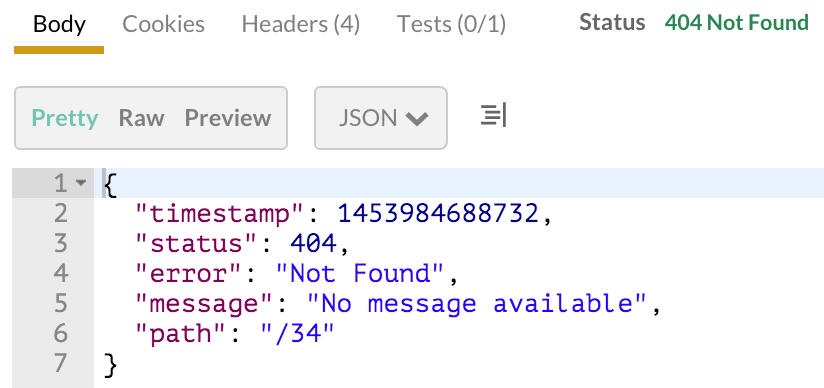 Body Cookies Headers (4) Tests (0/1) Status 404 Not Found
Pretty Raw Preview JSON
1 {
2 "timestamp": 1453984688732,
3 "status": 404,
4 "error": "Not Found",
5 "message": "No message available",
6 "path": "/34"
7 }